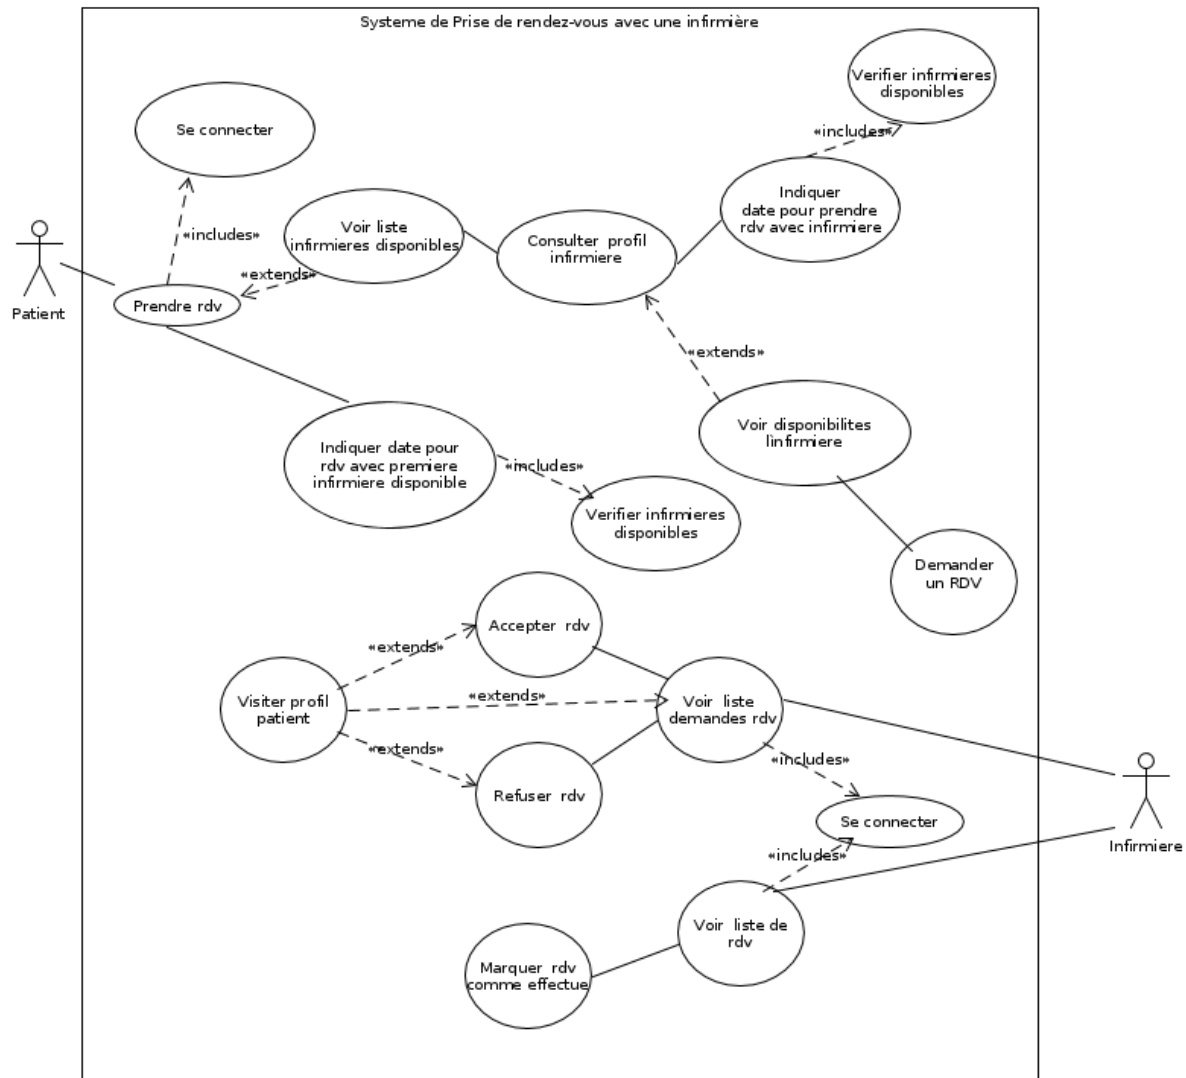 Systeme de Prise de rendez-vous avec une infirmière
Verifier infirmieres
disponibles
Se connecter
«includes»
Indiquer
date pour prendre
rdv avec infirmiere
Voir liste
infirmieres disponibles
Consulter profil
infirmiere
«includes»
«extends»
Prendre rdv
Patient
«extends»
Voir disponibilites
l'infirmiere
Indiquer date pour
rdv avec premiere
infirmiere disponible
«includes»
Verifier infirmieres
disponibles
Demander
un RDV
Accepter rdv
«extends»
Visiter profil
patient
«extends»
Voir liste
demandes rdv
«extends»
«includes»
Refuser rdv
Se connecter
Infirmiere
«includes»
Voir liste de
rdv
Marquer rdv
comme effectue